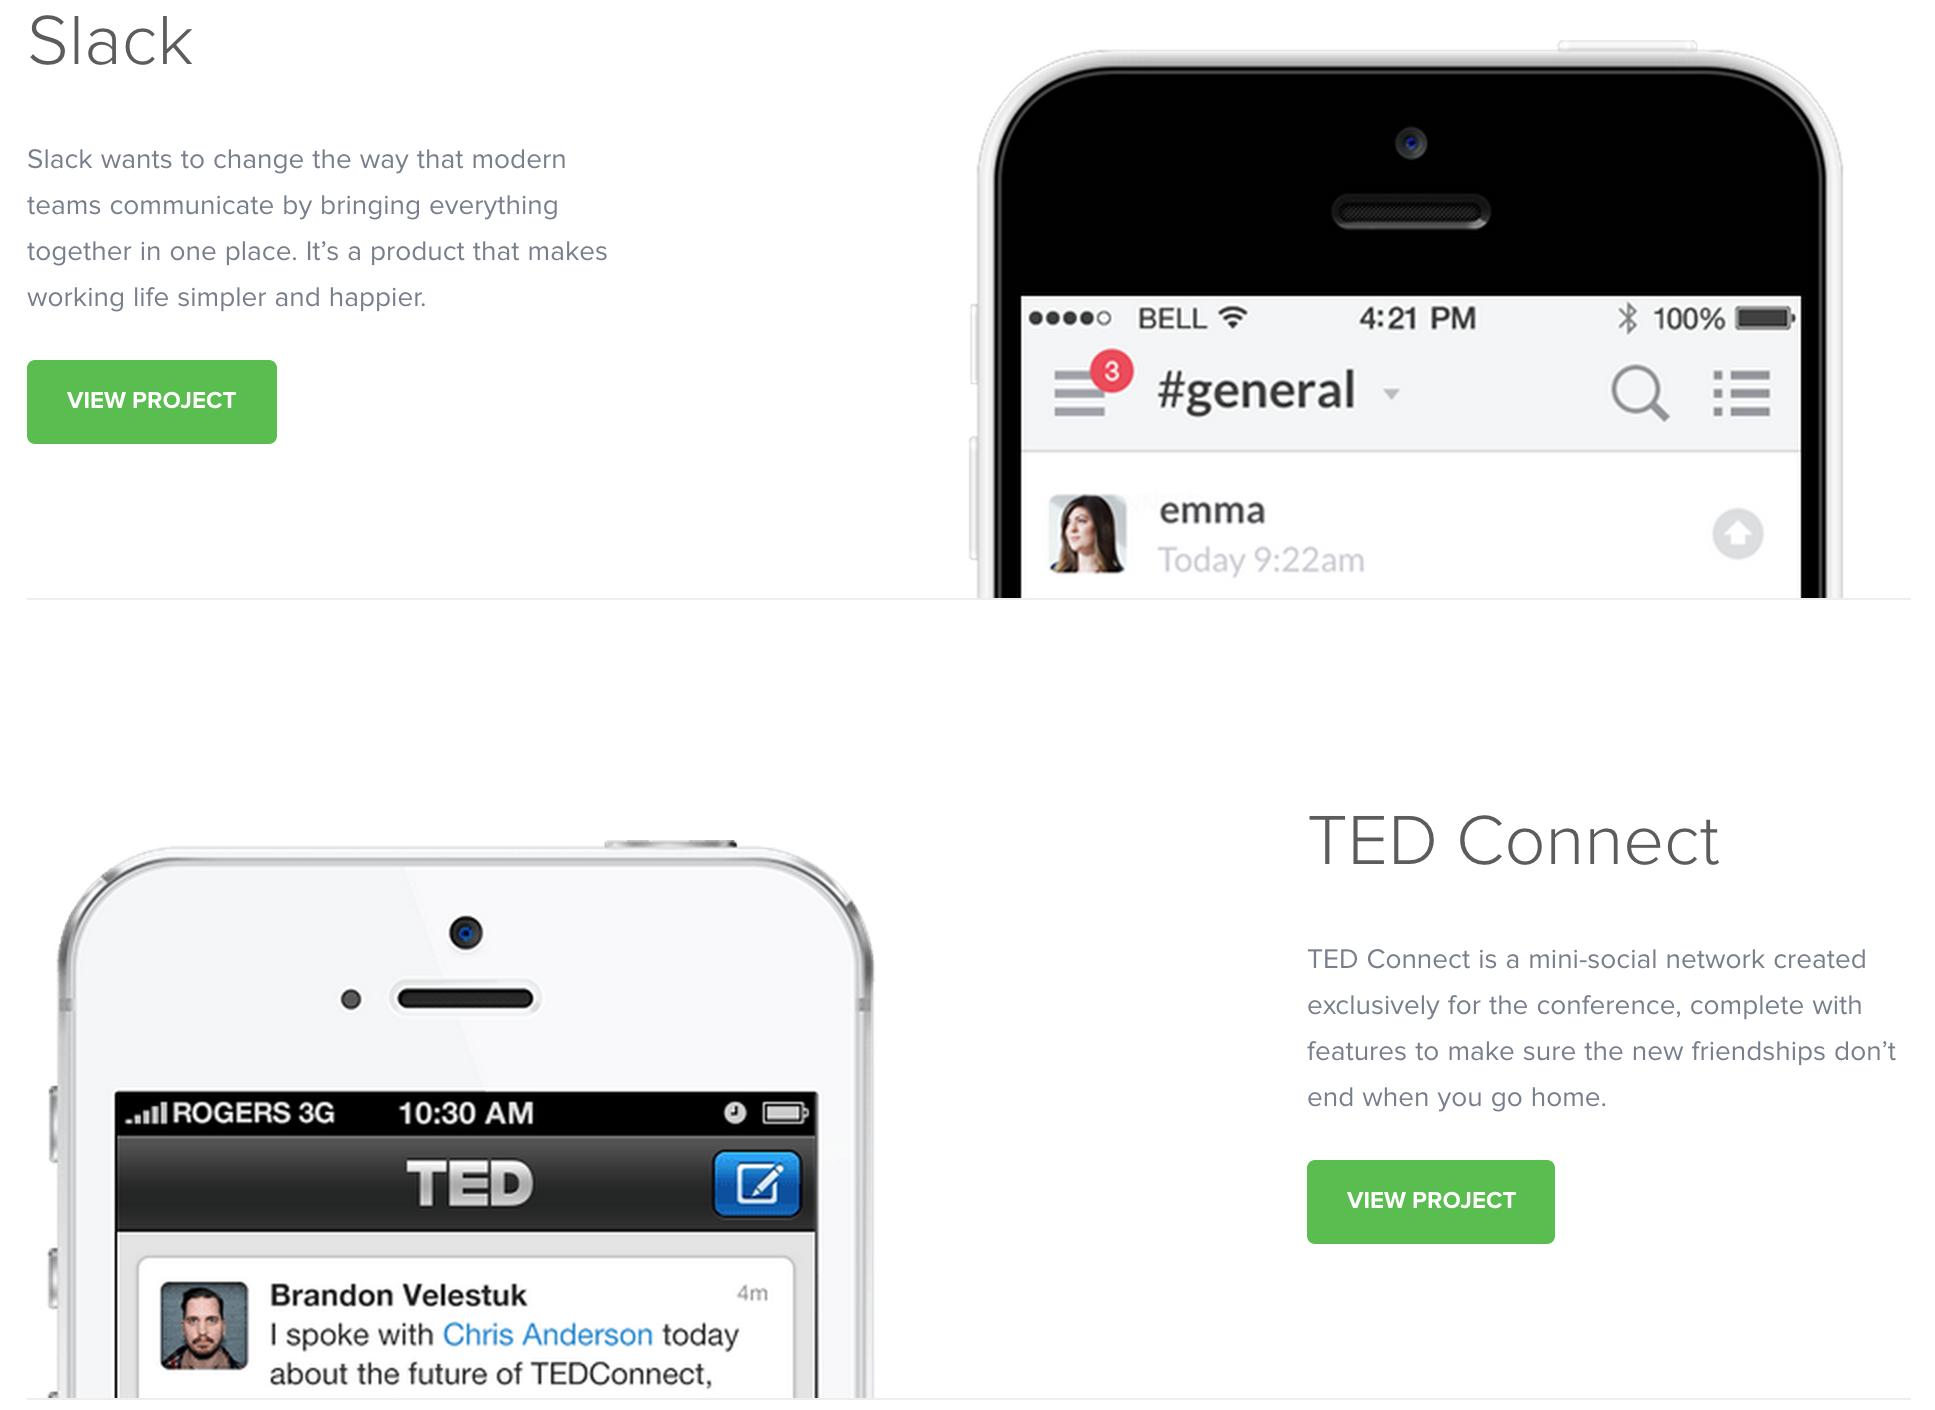 Slack
Slack wants to change the way that modern
teams communicate by bringing everything
together in one place. It’s a product that makes
working life simpler and happier.
VIEW PROJECT
BELL 4:21 PM 100%
3
#general
emma
Today 9:22am
TED Connect
TED Connect is a mini-social network created
exclusively for the conference, complete with
features to make sure the new friendships don’t
end when you go home.
VIEW PROJECT
ROGERS 3G 10:30 AM
TED
Brandon Velestuk 4m
I spoke with Chris Anderson today
about the future of TEDConnect,